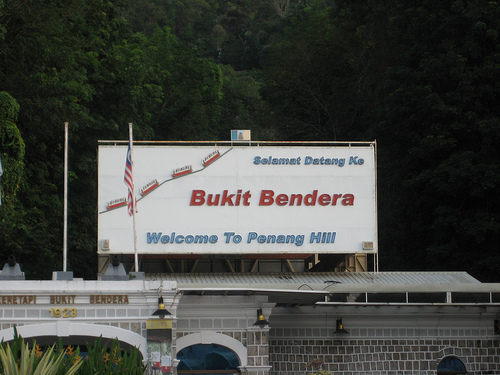 Selamat Datang Ke
Bukit Bendera
Welcome To Penang Hill
KERETAPI BUKIT BENDERA
1923